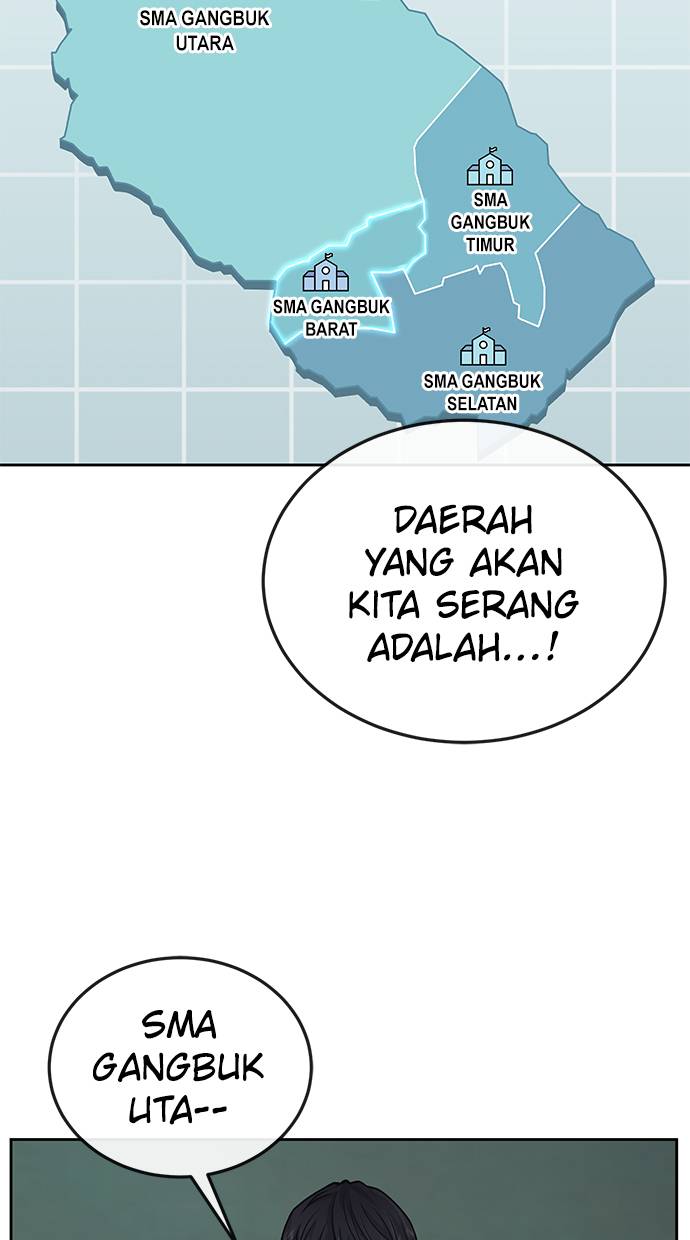 SMA GANGBUK
UTARA
SMA
GANGBUK
TIMUR
SMA GANGBUK
BARAT
SMA GANGBUK
SELATAN
DAERAH
YANG AKAN
KITA SERANG
ADALAH...!
SMA
GANGBUK
UTA--